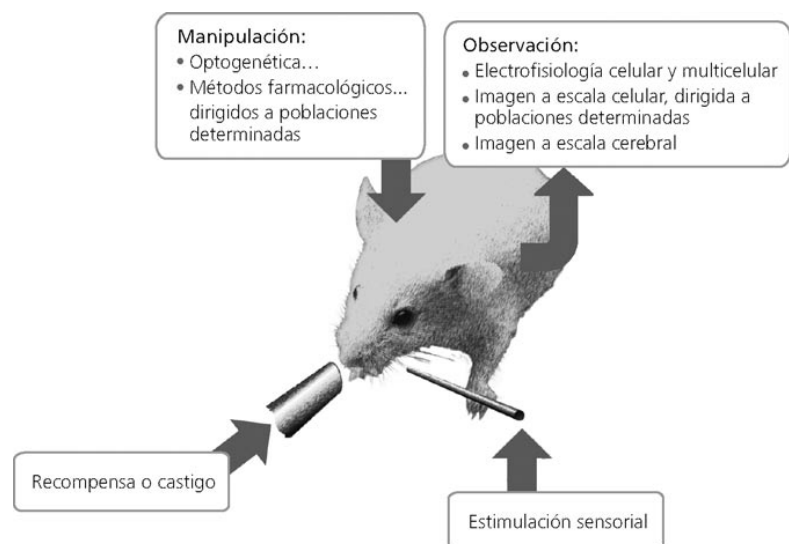 Manipulación:
• Optogenética...
• Métodos farmacológicos...
dirigidos a poblaciones
determinadas
Observación:
• Electrofisiología celular y multicelular
• Imagen a escala celular, dirigida a
poblaciones determinadas
• Imagen a escala cerebral
Recompensa o castigo
Estimulación sensorial